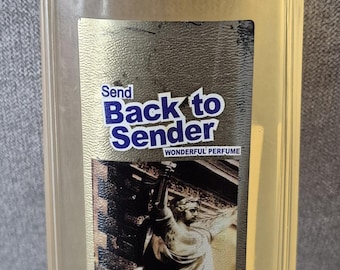 Send
Back to
Sender
WONDERFUL PERFUME